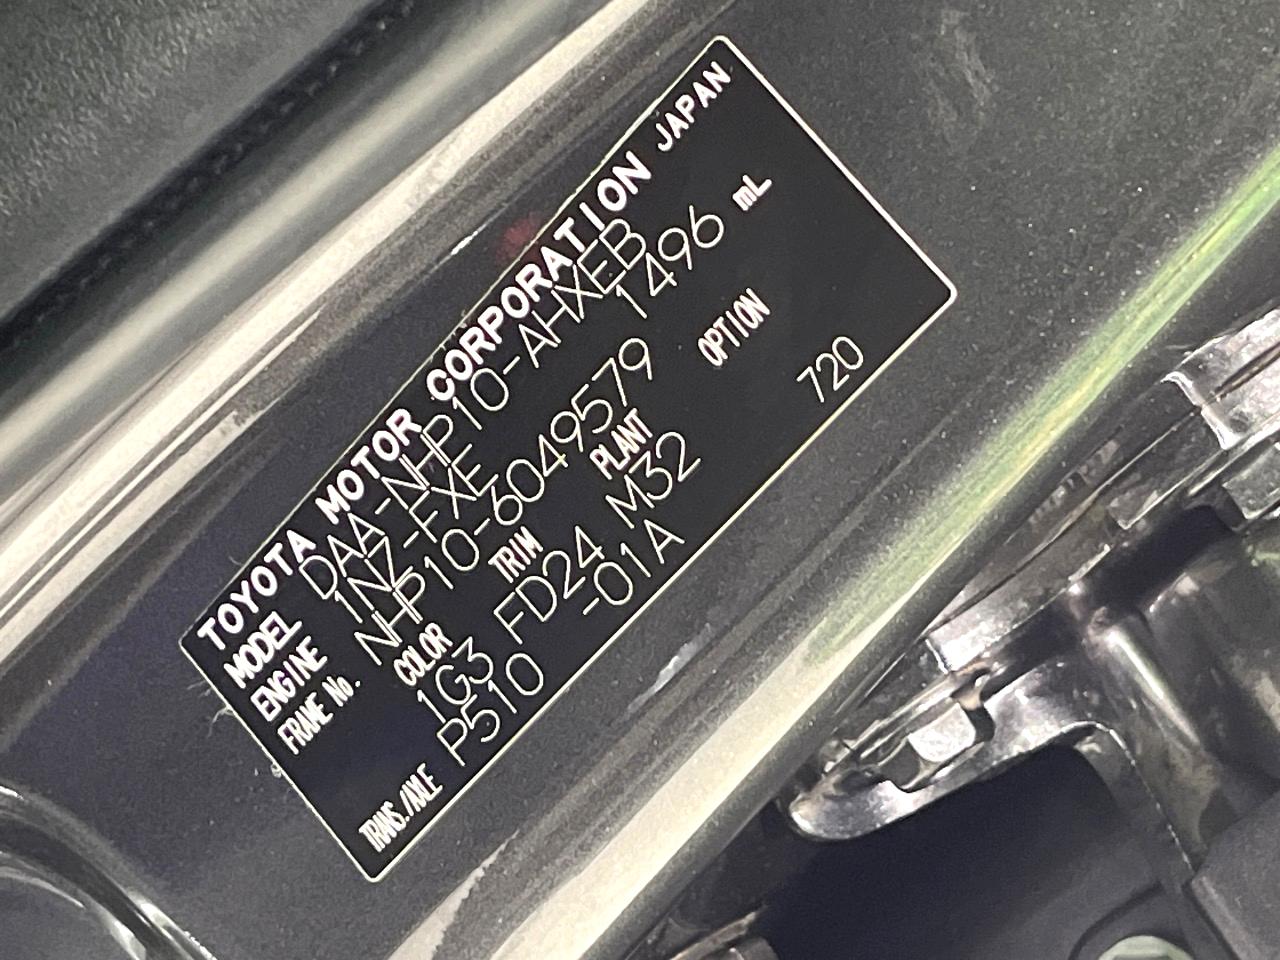 TOYOTA MOTOR CORPORATION JAPAN
MODEL DAA-NHP10-AHXEB
ENGINE 1NZ-FXE 1496 mL
FRAME No. NHP10-6049579
COLOR TRIM PLANT OPTION
1G3 FD24 M32 720
TRANS./AXLE P510 -01A